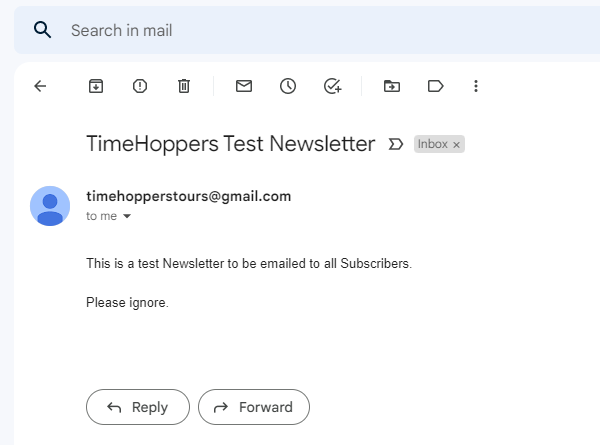 Search in mail
TimeHoppers Test Newsletter
Inbox ×
timehopperstours@gmail.com
to me
This is a test Newsletter to be emailed to all Subscribers.
Please ignore.
Reply
Forward